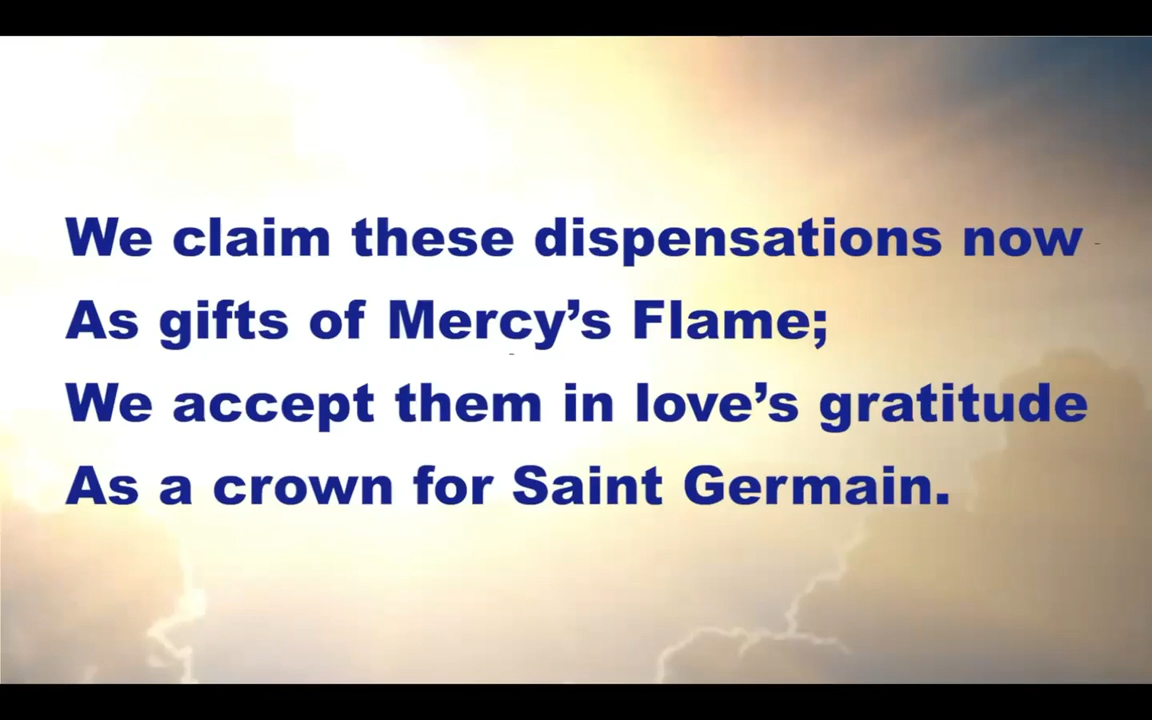 We claim these dispensations now
As gifts of Mercy’s Flame;
We accept them in love’s gratitude
As a crown for Saint Germain.